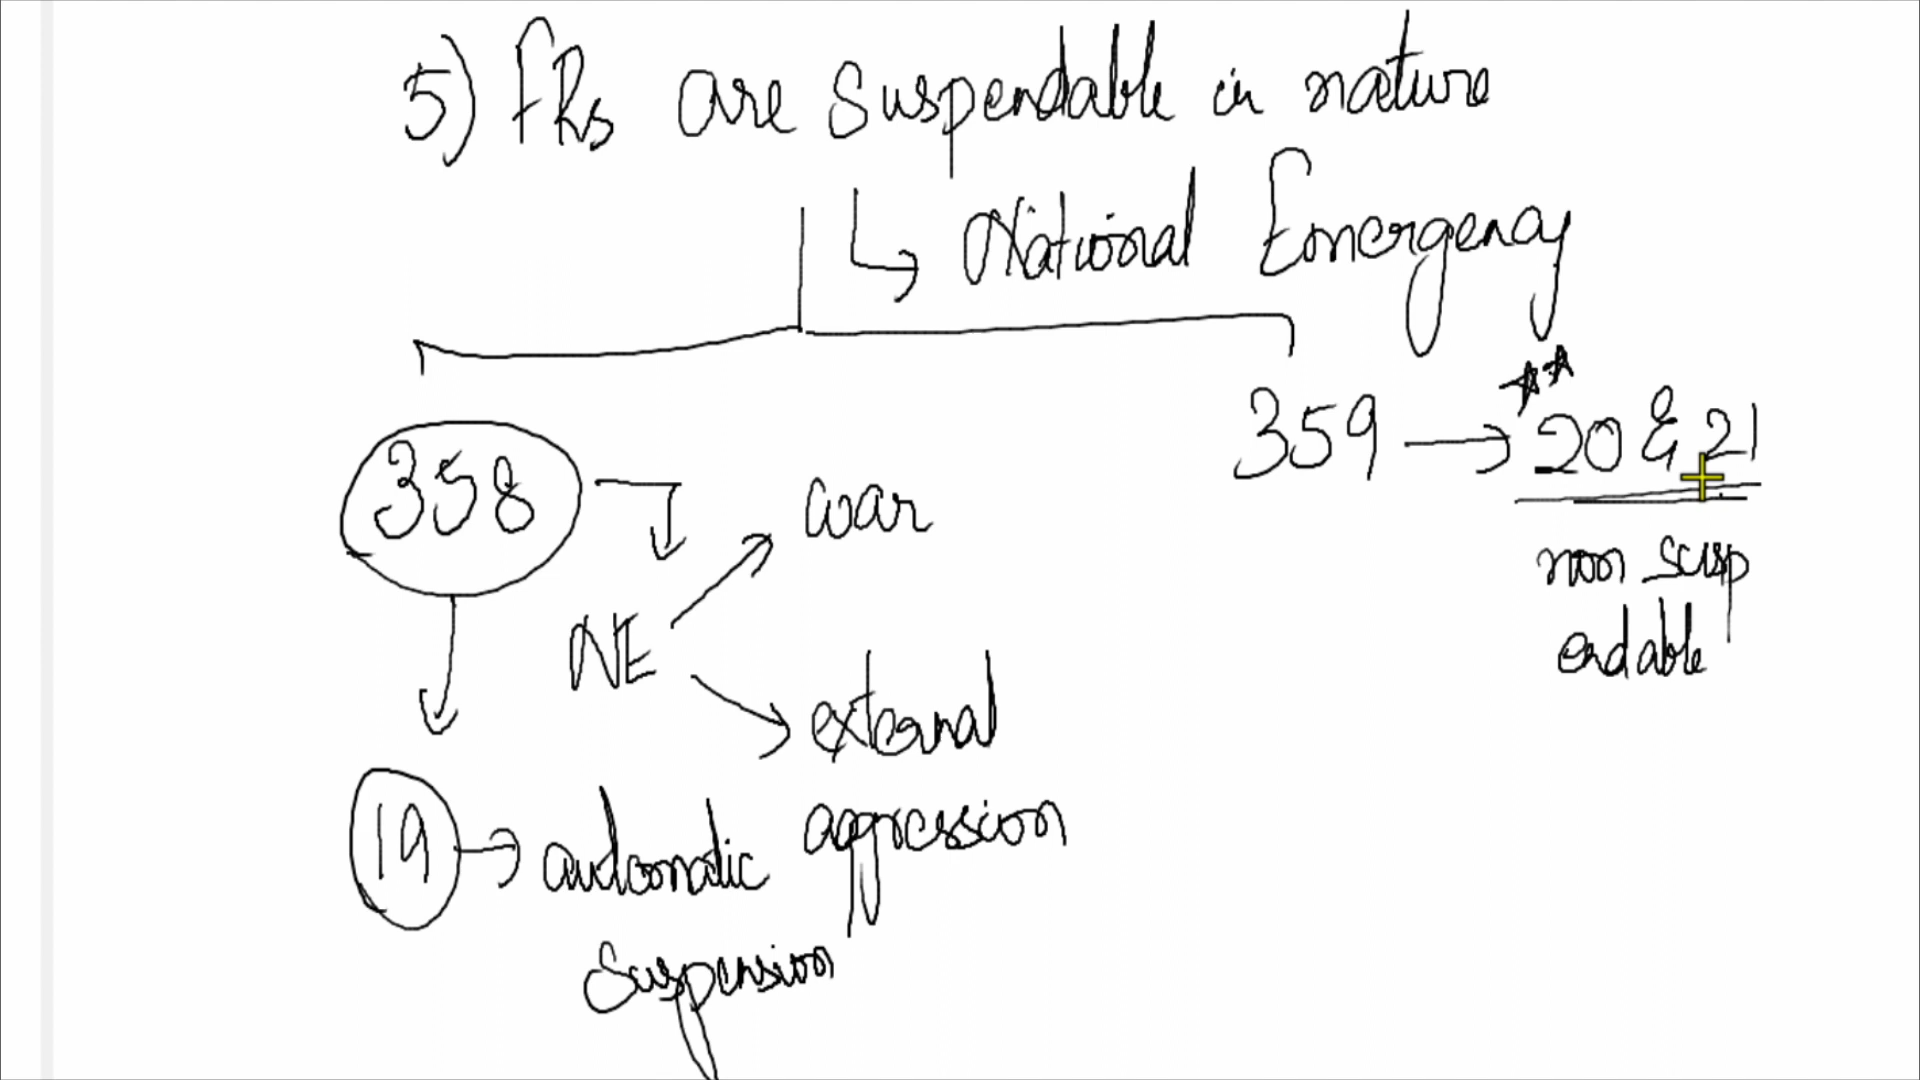 5) FRs are suspendable in nature
National Emergency
358
359 → 20 & 21
non susp
endable
war
NE
external
aggression
19 → automatic
suspension